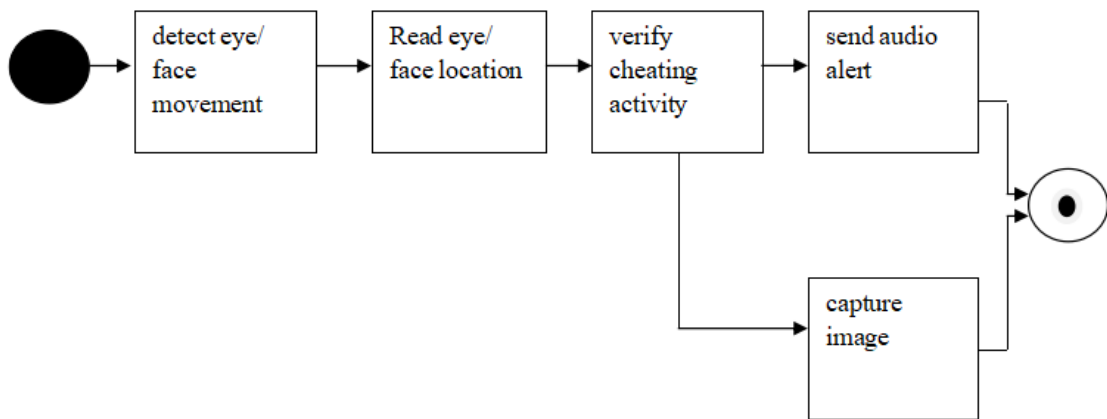 detect eye/
face
movement
Read eye/
face location
verify
cheating
activity
send audio
alert
capture
image